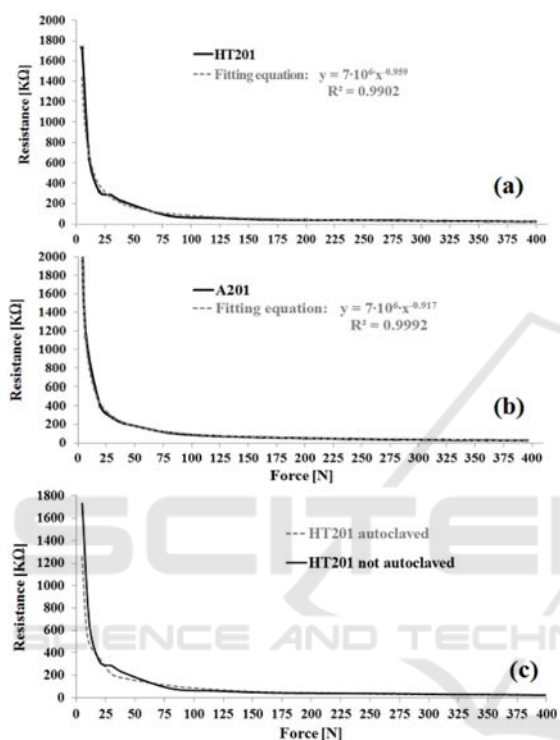 2000
1800
1600
1400
1200
1000
800
600
400
200
0
Resistance [KΩ]
HT201
Fitting equation: y = 7·10⁶·x⁻⁰·⁹⁵⁹
R² = 0.9902
(a)
0 25 50 75 100 125 150 175 200 225 250 275 300 325 350 375 400
2000
1800
1600
1400
1200
1000
800
600
400
200
0
Resistance [KΩ]
A201
Fitting equation: y = 7·10⁶·x⁻⁰·⁹¹⁷
R² = 0.9992
(b)
0 25 50 75 100 125 150 175 200 225 250 275 300 325 350 375 400
Force [N]
1800
1600
1400
1200
1000
800
600
400
200
0
Resistance [KΩ]
HT201 autoclaved
HT201 not autoclaved
(c)
0 25 50 75 100 125 150 175 200 225 250 275 300 325 350 375 400
Force [N]
SCITE
SCIENCE AND TECHN